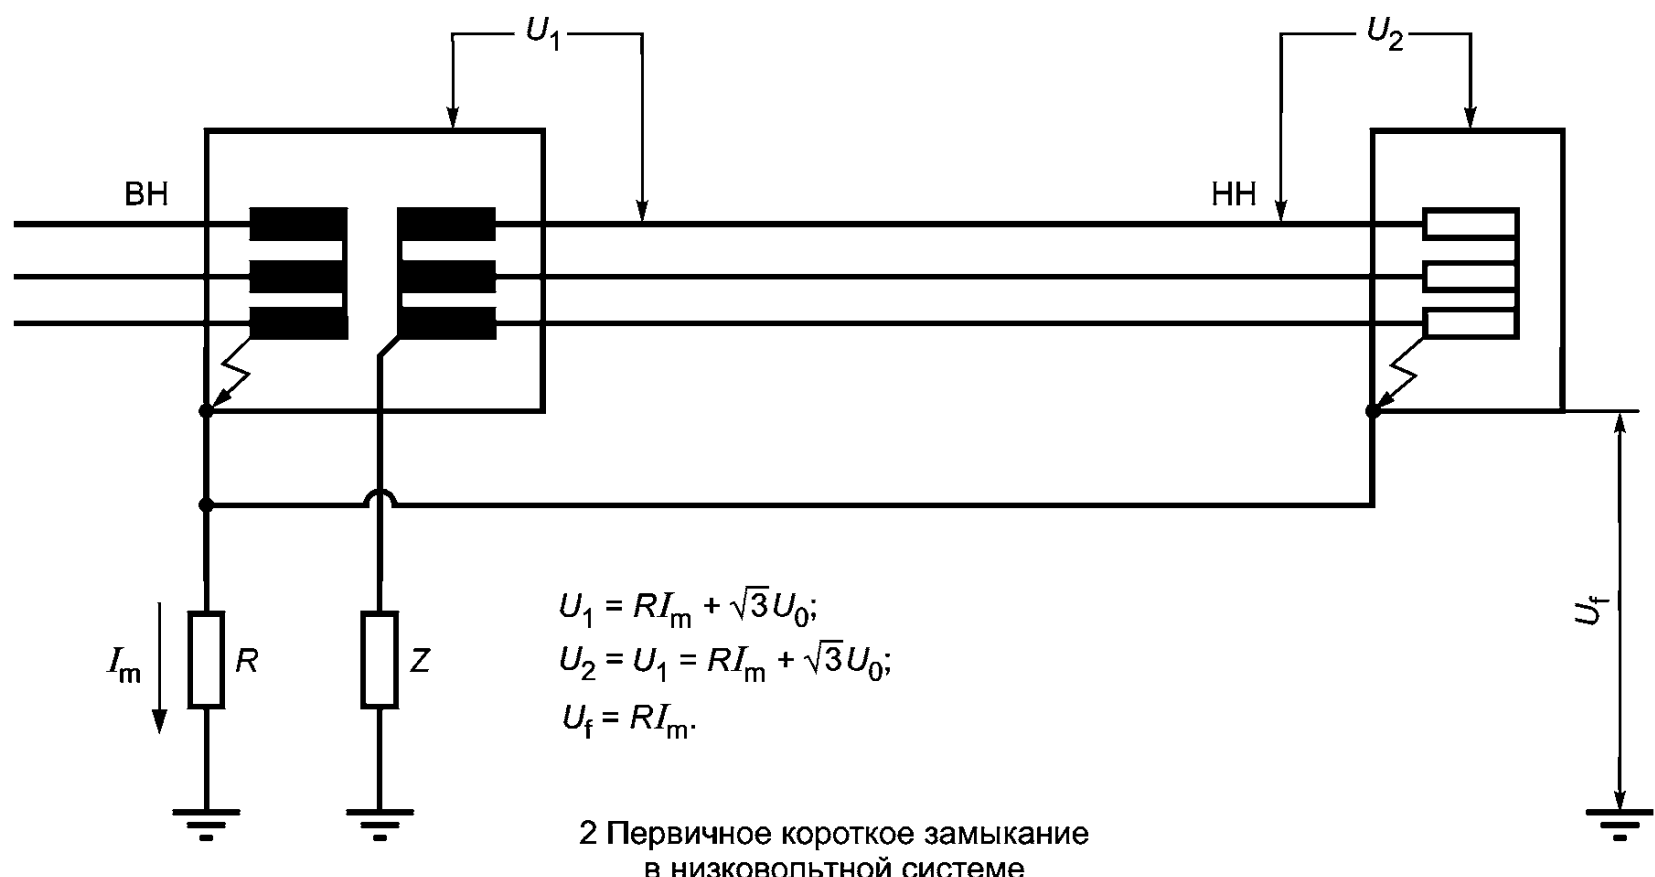 U1 U2
ВН НН
U1 = RIm + √3U0;
U2 = U1 = RIm + √3U0;
Uf = RIm.
Im R Z Uf
2 Первичное короткое замыкание
в низковольтной системе